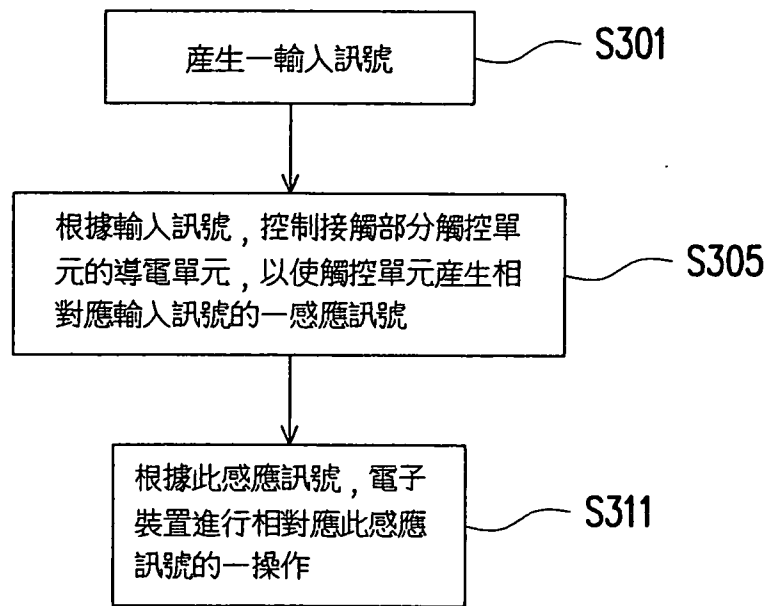 產生一輸入訊號
S301
根據輸入訊號，控制接觸部分觸控單
元的導電單元，以使觸控單元產生相
對應輸入訊號的一感應訊號
S305
根據此感應訊號，電子
裝置進行相對應此感應
訊號的一操作
S311